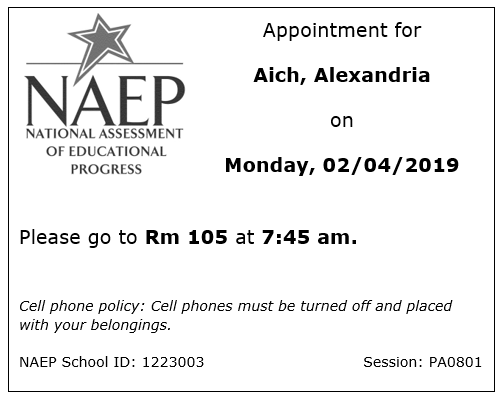 Appointment for
Aich, Alexandria
on
Monday, 02/04/2019
NAEP
NATIONAL ASSESSMENT
OF EDUCATIONAL
PROGRESS
Please go to Rm 105 at 7:45 am.
Cell phone policy: Cell phones must be turned off and placed
with your belongings.
NAEP School ID: 1223003 Session: PA0801